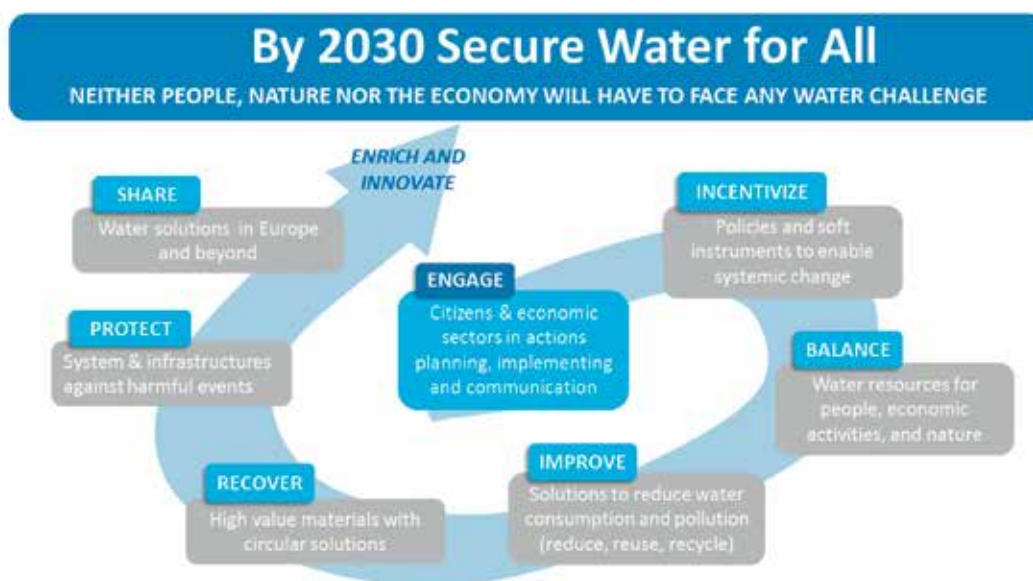 By 2030 Secure Water for All
NEITHER PEOPLE, NATURE NOR THE ECONOMY WILL HAVE TO FACE ANY WATER CHALLENGE
ENRICH AND
INNOVATE
ENGAGE
Citizens & economic
sectors in actions
planning, implementing
and communication
INCENTIVIZE
Policies and soft
instruments to enable
systemic change
BALANCE
Water resources for
people, economic
activities, and nature
IMPROVE
Solutions to reduce water
consumption and pollution
(reduce, reuse, recycle)
RECOVER
High value materials with
circular solutions
PROTECT
System & infrastructures
against harmful events
SHARE
Water solutions in Europe
and beyond